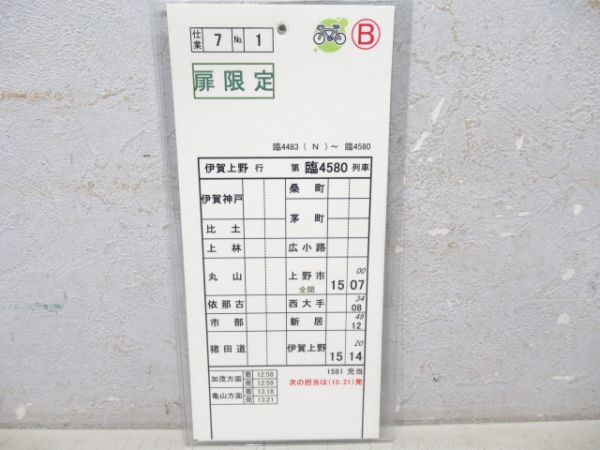 仕業 7 No. 1 B
扉限定
臨4483 ( N ) ～ 臨4580
伊賀上野 行 第 臨4580 列車
伊賀神戸 桑町
茅町
比土
上林 広小路
丸山 上野市 全開 15 07 00
依那古 西大手 08 34
市部 新居 12 49
猪田道 伊賀上野 15 14 20
1581 充当
加茂方面 着 12:58
発 12:59
次の担当は(15:21)発
亀山方面 着 13:18
発 13:21